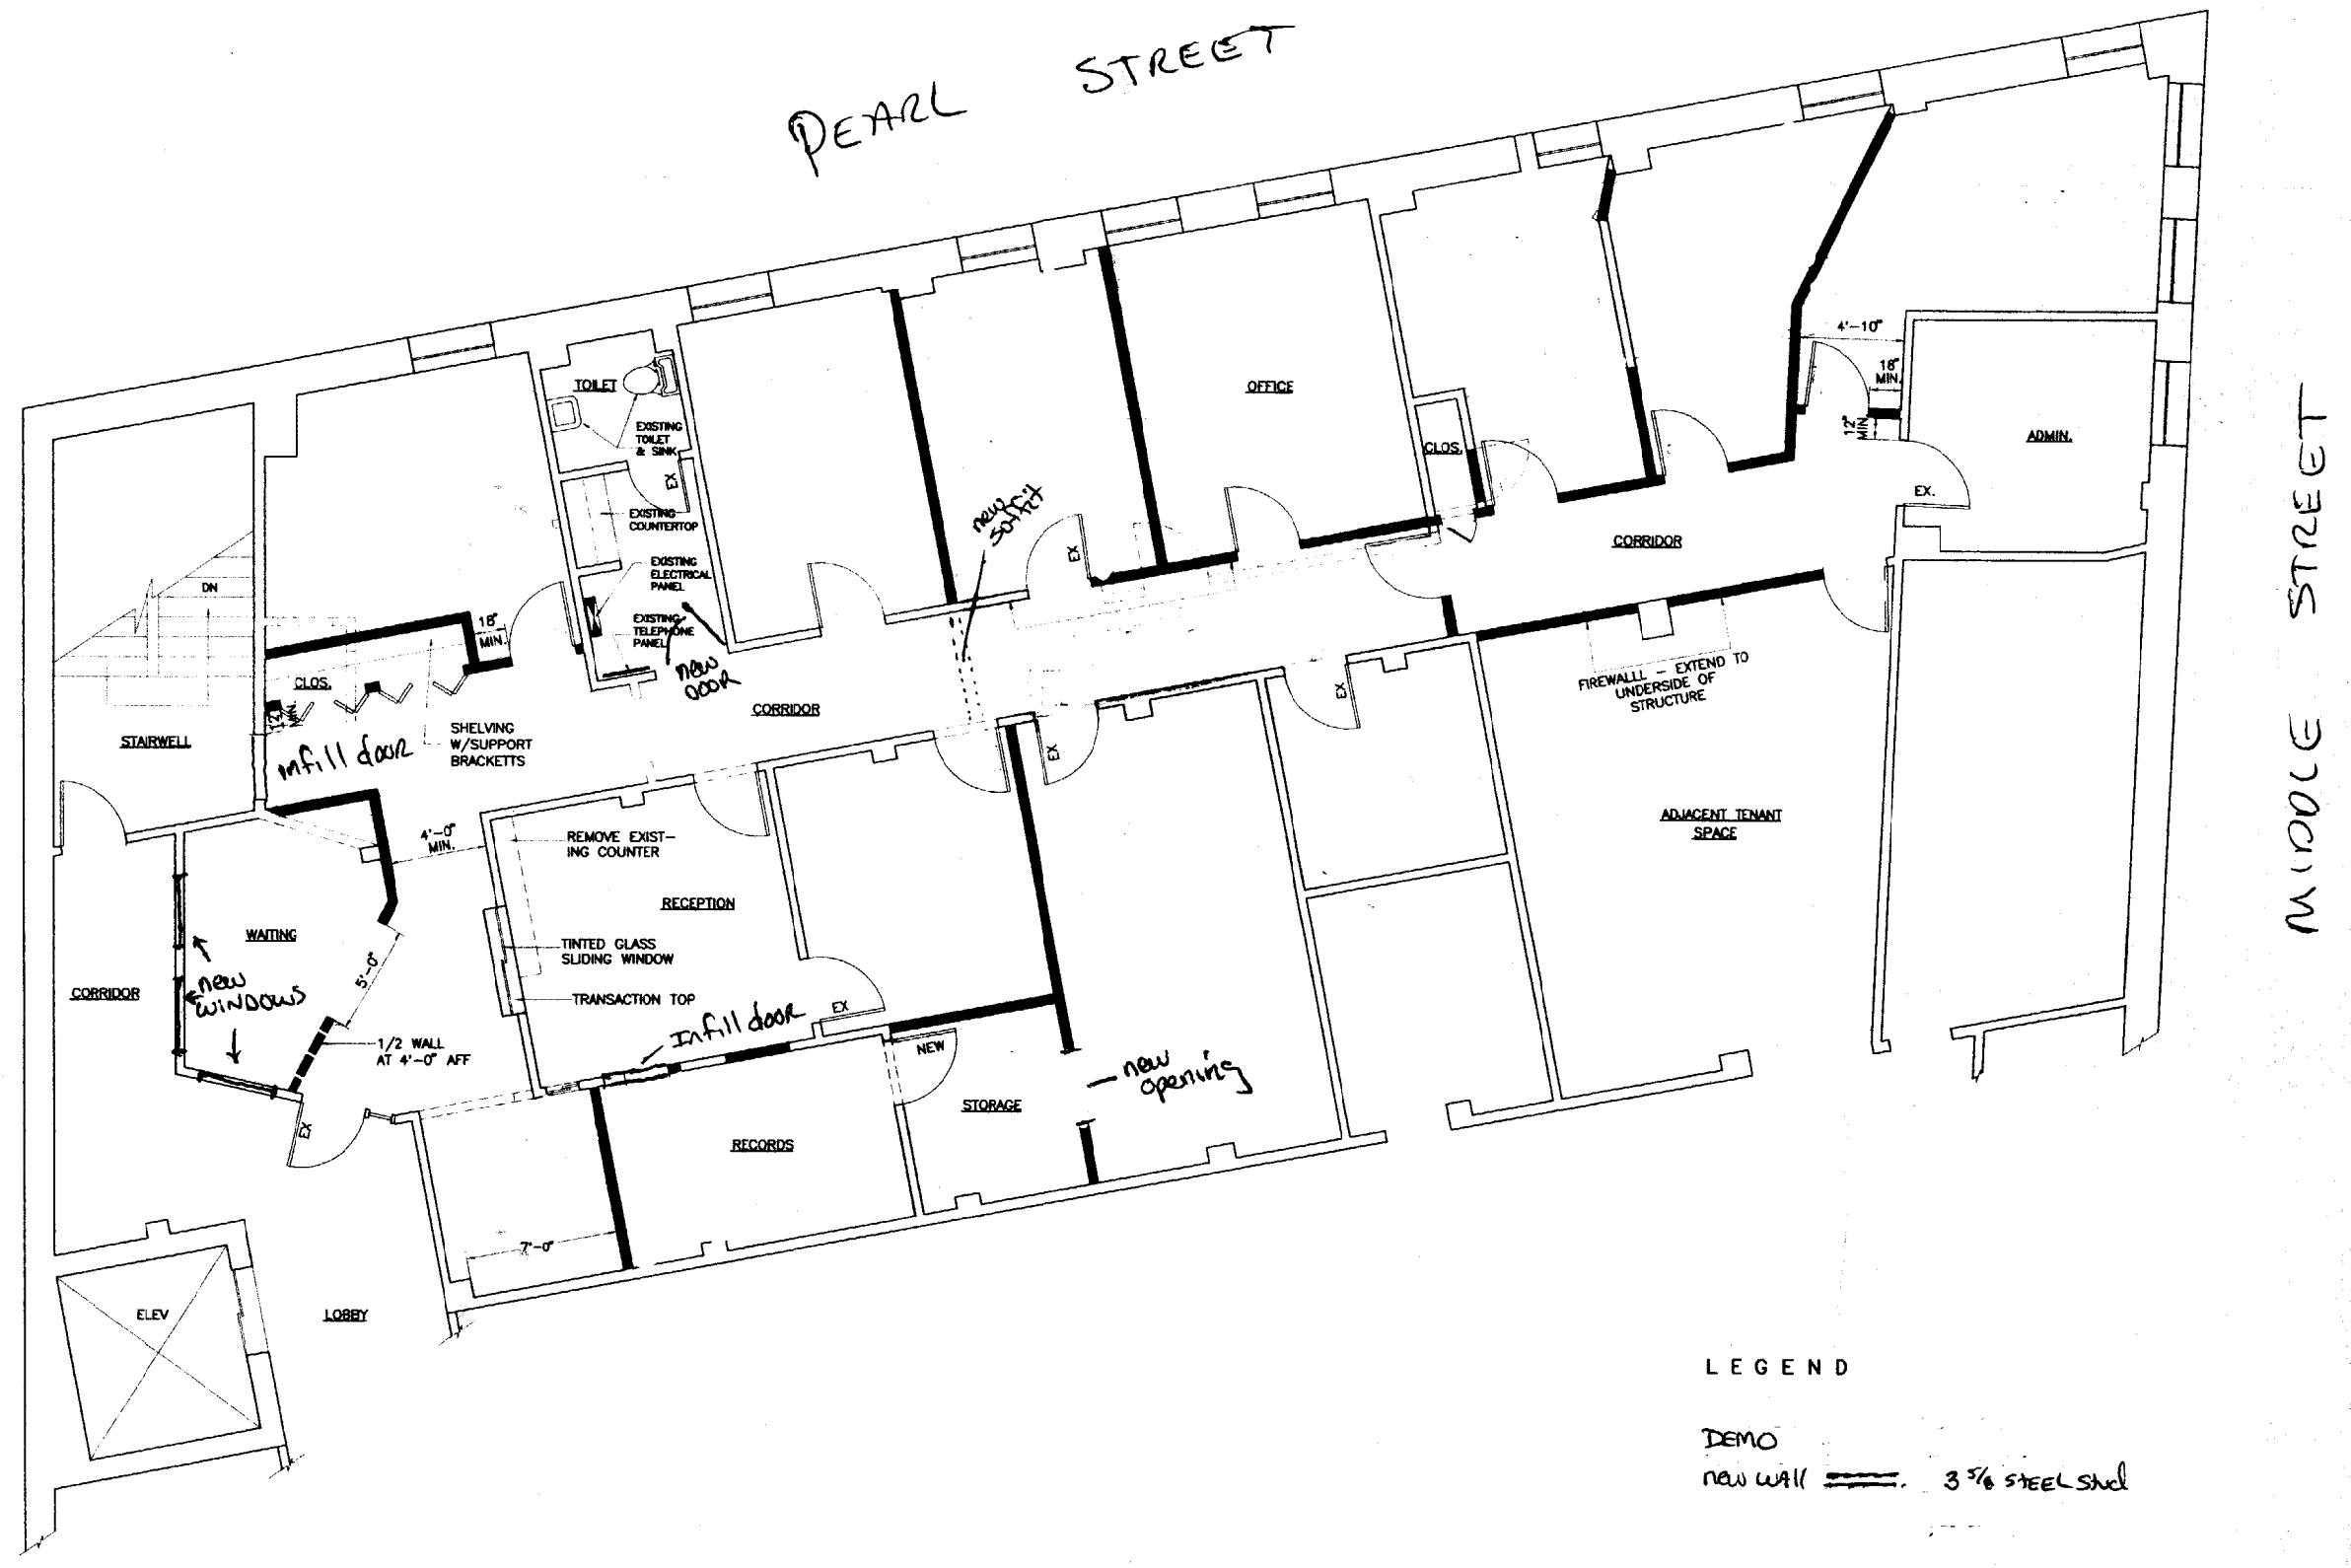 PEARL STREET
MIDDLE STREET
TOILET
EXISTING
TOILET
& SINK
EX
EXISTING
COUNTERTOP
EXISTING
ELECTRICAL
PANEL
EXISTING
TELEPHONE
PANEL
new
DOOR
new
soffit
EX
OFFICE
CLOS.
4'-10"
18"
MIN.
12"
MIN
ADMIN.
EX.
CORRIDOR
FIREWALLL - EXTEND TO
UNDERSIDE OF
STRUCTURE
ADJACENT TENANT
SPACE
DN
STAIRWELL
CLOS.
12"
MIN.
18"
MIN.
infill door
SHELVING
W/SUPPORT
BRACKETTS
CORRIDOR
EX
EX
4'-0"
MIN.
REMOVE EXIST-
ING COUNTER
RECEPTION
TINTED GLASS
SLIDING WINDOW
TRANSACTION TOP
WAITING
5'-0"
new
WINDOWS
CORRIDOR
1/2 WALL
AT 4'-0" AFF
Infill door
EX
NEW
new
opening
STORAGE
RECORDS
EX
7'-0"
ELEV
LOBBY
LEGEND
DEMO
new wall 3 5/8 STEEL Stud